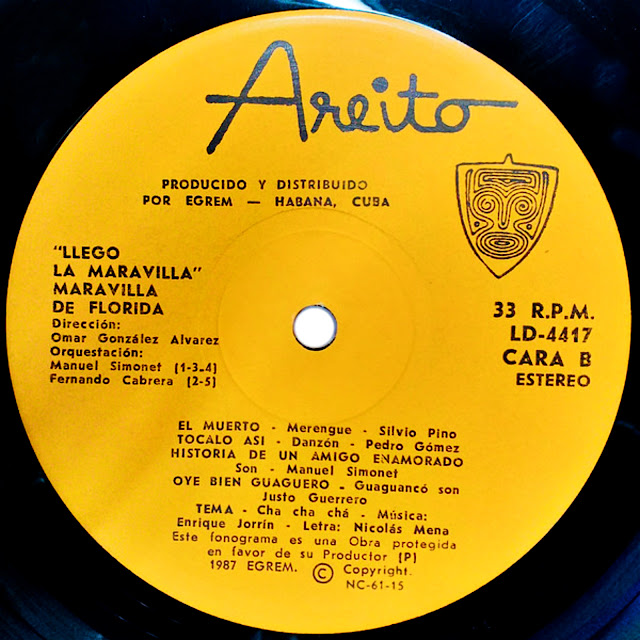 Areito
PRODUCIDO Y DISTRIBUIDO
POR EGREM — HABANA, CUBA
"LLEGO
LA MARAVILLA"
MARAVILLA
DE FLORIDA
Dirección:
Omar González Alvarez
Orquestación:
Manuel Simonet (1-3-4)
Fernando Cabrera (2-5)
33 R.P.M.
LD-4417
CARA B
ESTEREO
EL MUERTO - Merengue - Silvio Pino
TOCALO ASI - Danzón - Pedro Gómez
HISTORIA DE UN AMIGO ENAMORADO
Son - Manuel Simonet
OYE BIEN GUAGUERO - Guaguancó son
Justo Guerrero
TEMA - Cha cha chá - Música:
Enrique Jorrín - Letra: Nicolás Mena
Este fonograma es una Obra protegida
en favor de su Productor (P)
1987 EGREM. © Copyright.
NC-61-15